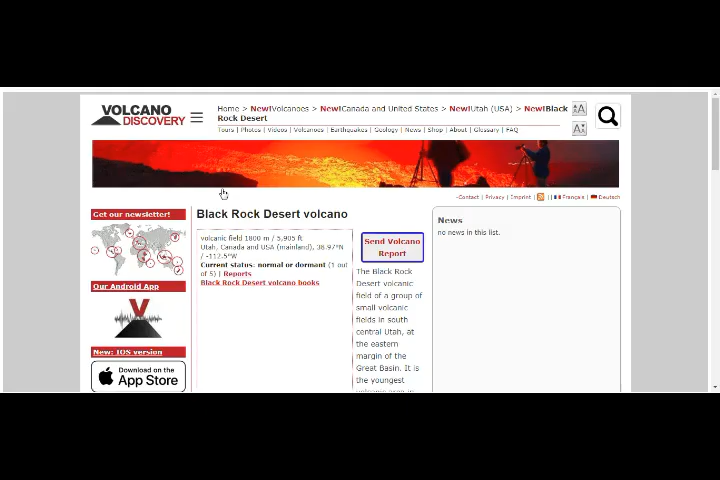 VOLCANO
DISCOVERY
Home > New!Volcanoes > New!Canada and United States > New!Utah (USA) > New!Black
Rock Desert
Tours | Photos | Videos | Volcanoes | Earthquakes | Geology | News | Shop | About | Glossary | FAQ
AA
AA
-Contact | Privacy | Imprint | | Français | Deutsch
Get our newsletter!
Our Android App
New: IOS version
Download on the
App Store
Black Rock Desert volcano
volcanic field 1800 m / 5,905 ft
Utah, Canada and USA (mainland), 38.97°N
/ -112.5°W
Current status: normal or dormant (1 out
of 5) | Reports
Black Rock Desert volcano books
Send Volcano
Report
The Black Rock
Desert volcanic
field of a group of
small volcanic
fields in south
central Utah, at
the eastern
margin of the
Great Basin. It is
the youngest
News
no news in this list.